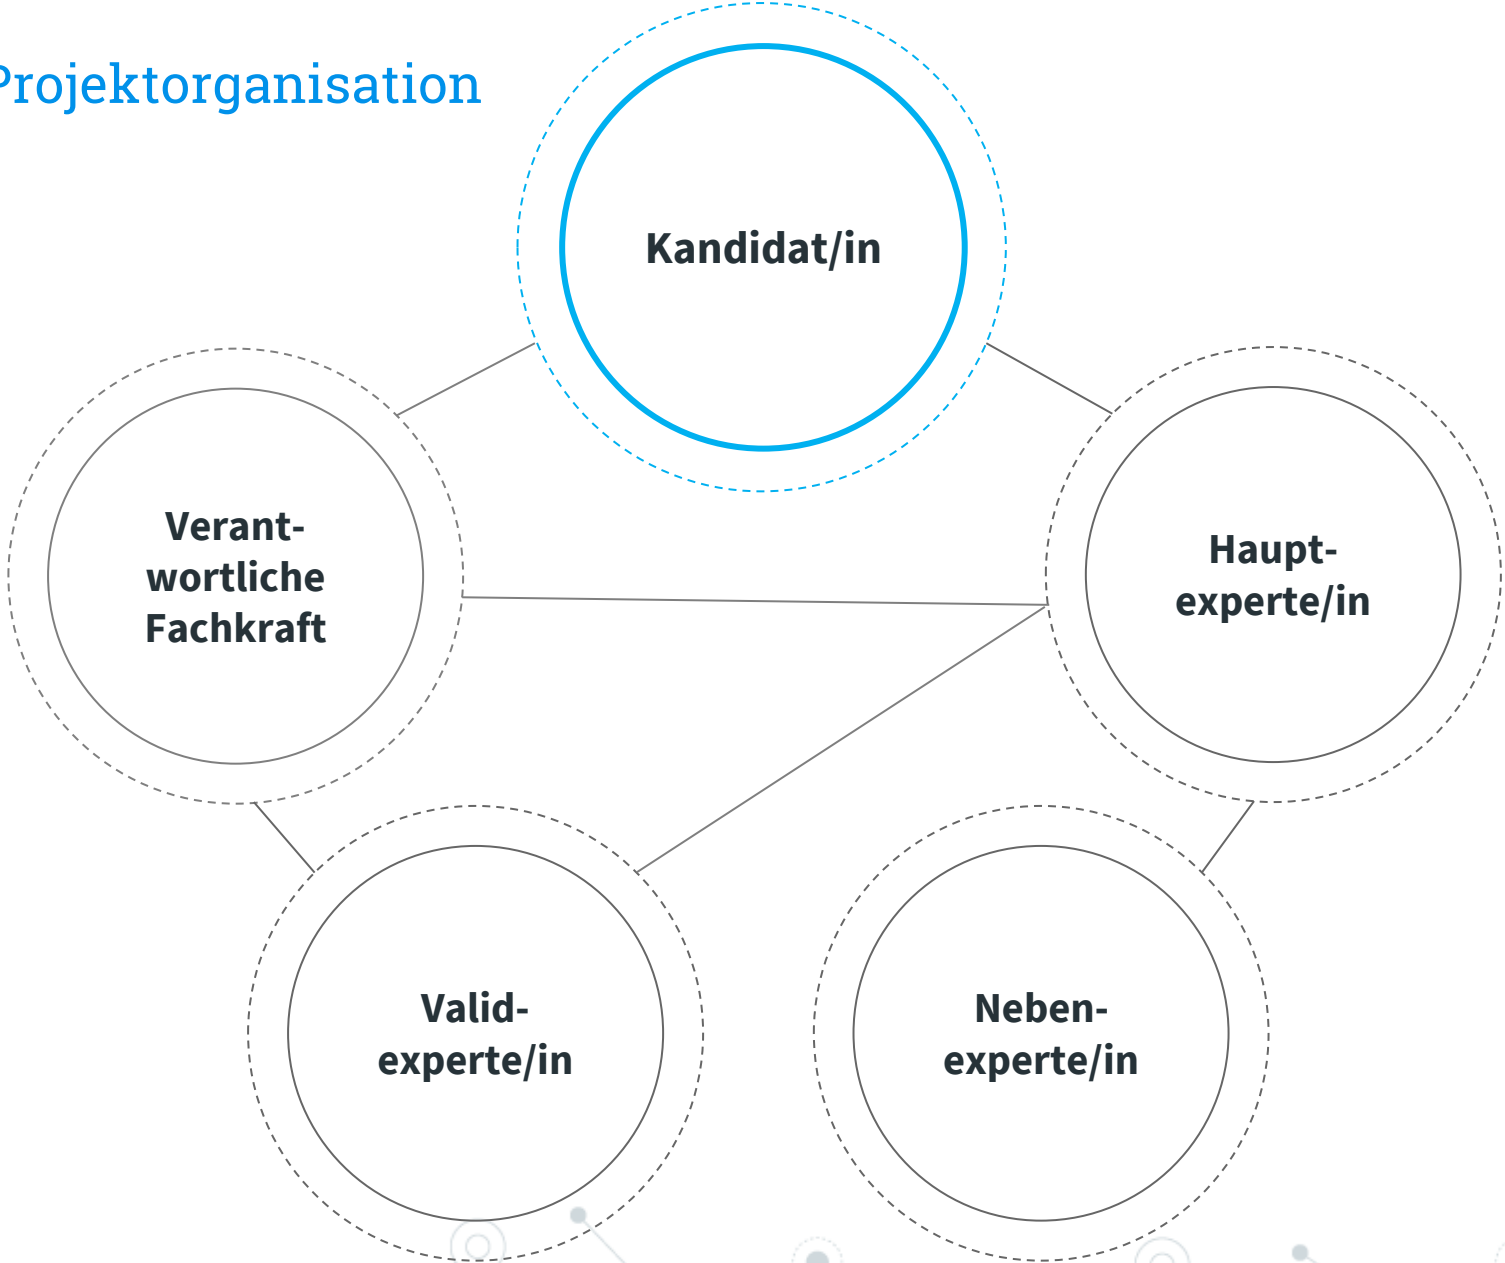 Projektorganisation
Kandidat/in
Verant-
wortliche
Fachkraft
Haupt-
experte/in
Valid-
experte/in
Neben-
experte/in